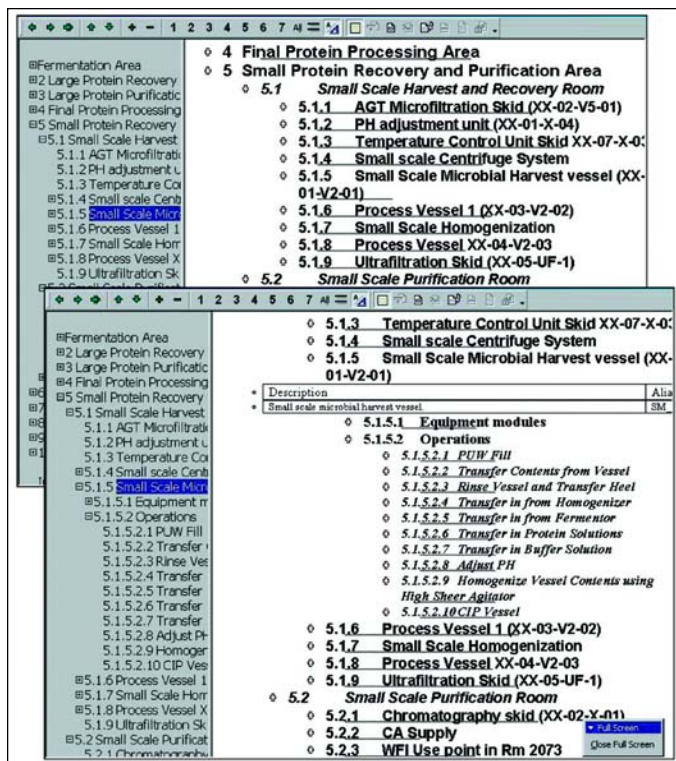 1 2 3 4 5 6 7 All
Fermentation Area
2 Large Protein Recovery
3 Large Protein Purificatic
4 Final Protein Processing
5 Small Protein Recovery
5.1 Small Scale Harvest
5.1.1 AGT Microfiltratic
5.1.2 PH adjustment u
5.1.3 Temperature Co
5.1.4 Small scale Centr
5.1.5 Small Scale Micr
5.1.6 Process Vessel 1
5.1.7 Small Scale Hom
5.1.8 Process Vessel X
5.1.9 Ultrafiltration Sk
4 Final Protein Processing Area
5 Small Protein Recovery and Purification Area
5.1 Small Scale Harvest and Recovery Room
5.1.1 AGT Microfiltration Skid (XX-02-V5-01)
5.1.2 PH adjustment unit (XX-01-X-04)
5.1.3 Temperature Control Unit Skid XX-07-X-03
5.1.4 Small scale Centrifuge System
5.1.5 Small Scale Microbial Harvest vessel (XX-
01-V2-01)
5.1.6 Process Vessel 1 (XX-03-V2-02)
5.1.7 Small Scale Homogenization
5.1.8 Process Vessel XX-04-V2-03
5.1.9 Ultrafiltration Skid (XX-05-UF-1)
5.2 Small Scale Purification Room
1 2 3 4 5 6 7 All
Fermentation Area
2 Large Protein Recovery
3 Large Protein Purificatic
4 Final Protein Processing
5 Small Protein Recovery
5.1 Small Scale Harvest
5.1.1 AGT Microfiltratic
5.1.2 PH adjustment u
5.1.3 Temperature Co
5.1.4 Small scale Centr
5.1.5 Small Scale Micr
5.1.5.1 Equipment m
5.1.5.2 Operations
5.1.5.2.1 PUW Fill
5.1.5.2.2 Transfer
5.1.5.2.3 Rinse Ves
5.1.5.2.4 Transfer
5.1.5.2.5 Transfer
5.1.5.2.6 Transfer
5.1.5.2.7 Transfer
5.1.5.2.8 Adjust PH
5.1.5.2.9 Homoger
5.1.5.2.10 CIP Ves
5.1.6 Process Vessel 1
5.1.7 Small Scale Hom
5.1.8 Process Vessel X
5.1.9 Ultrafiltration Sk
5.2 Small Scale Purificat
5.2.1 Chromatography
5.1.3 Temperature Control Unit Skid XX-07-X-03
5.1.4 Small scale Centrifuge System
5.1.5 Small Scale Microbial Harvest vessel (XX-
01-V2-01)
Description Alia
Small scale microbial harvest vessel. SM_
5.1.5.1 Equipment modules
5.1.5.2 Operations
5.1.5.2.1 PUW Fill
5.1.5.2.2 Transfer Contents from Vessel
5.1.5.2.3 Rinse Vessel and Transfer Heel
5.1.5.2.4 Transfer in from Homogenizer
5.1.5.2.5 Transfer in from Fermentor
5.1.5.2.6 Transfer in Protein Solutions
5.1.5.2.7 Transfer in Buffer Solution
5.1.5.2.8 Adjust PH
5.1.5.2.9 Homogenize Vessel Contents using
High Sheer Agitator
5.1.5.2.10 CIP Vessel
5.1.6 Process Vessel 1 (XX-03-V2-02)
5.1.7 Small Scale Homogenization
5.1.8 Process Vessel XX-04-V2-03
5.1.9 Ultrafiltration Skid (XX-05-UF-1)
5.2 Small Scale Purification Room
5.2.1 Chromatography skid (XX-02-X-01)
5.2.2 CA Supply
5.2.3 WFI Use point in Rm 2073
Full Screen
Close Full Screen